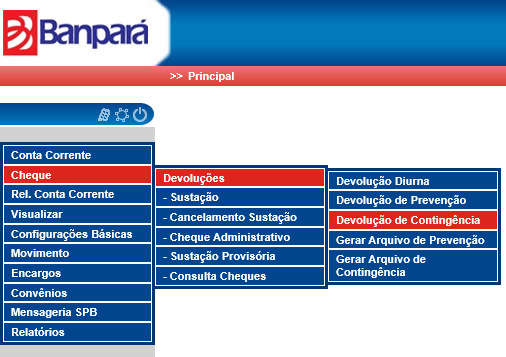 Banpará
>> Principal
Conta Corrente
Cheque
Rel. Conta Corrente
Visualizar
Configurações Básicas
Movimento
Encargos
Convênios
Mensageria SPB
Relatórios
Devoluções
- Sustação
- Cancelamento Sustação
- Cheque Administrativo
- Sustação Provisória
- Consulta Cheques
Devolução Diurna
Devolução de Prevenção
Devolução de Contingência
Gerar Arquivo de Prevenção
Gerar Arquivo de
Contingência